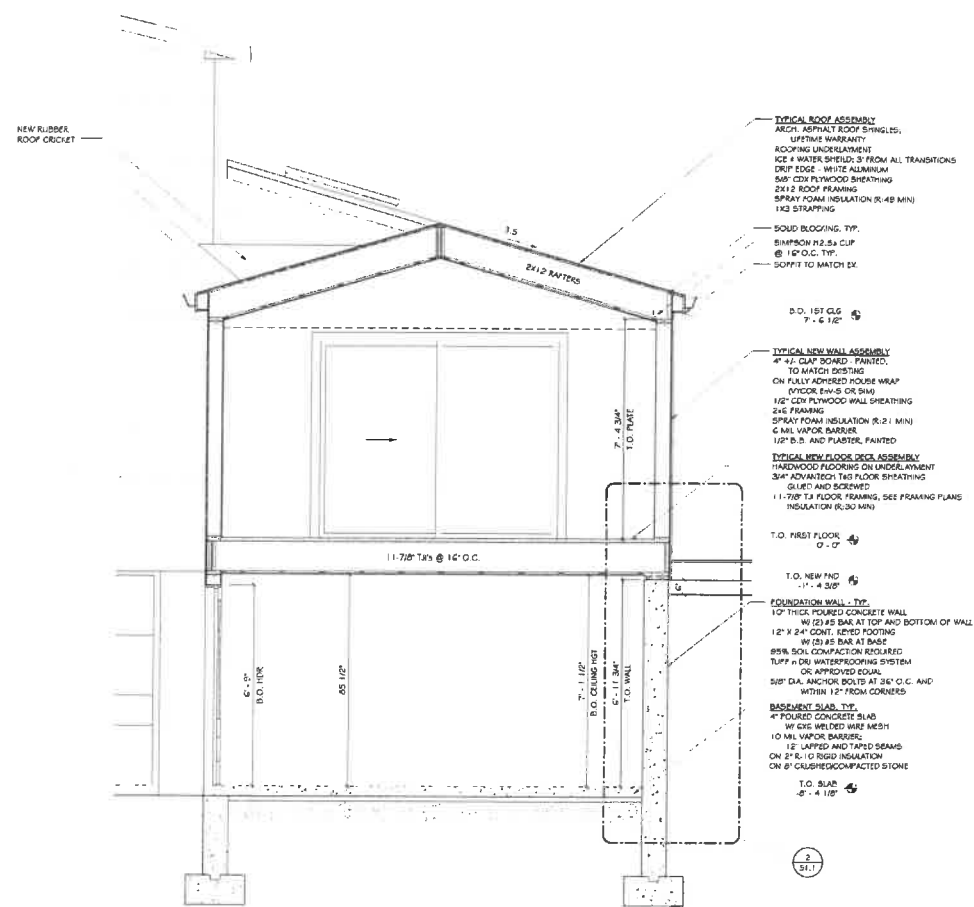 NEW RUBBER
ROOF CRICKET
3.5
2X12 RAFTERS
7'- 4 3/4"
T.O. PLATE
11-7/8" TJI's @ 16" O.C.
6'- 9"
B.O. HDR
85 1/2"
7'- 1 1/2"
B.O. CEILING HGT
6'- 11 3/4"
T.O. WALL
6"
TYPICAL ROOF ASSEMBLY
ARCH. ASPHALT ROOF SHINGLES,
LIFETIME WARRANTY
ROOFING UNDERLAYMENT
ICE & WATER SHEILD: 3' FROM ALL TRANSITIONS
DRIP EDGE - WHITE ALUMINUM
5/8" CDX PLYWOOD SHEATHING
2X12 ROOF FRAMING
SPRAY FOAM INSULATION (R:49 MIN)
1X3 STRAPPING
SOLID BLOCKING, TYP.
SIMPSON H2.5a CLIP
@ 16" O.C. TYP.
SOFFIT TO MATCH EX.
B.O. 1ST CLG
7' - 6 1/2"
TYPICAL NEW WALL ASSEMBLY
4" +/- CLAP BOARD - PAINTED,
TO MATCH EXISTING
ON FULLY ADHERED HOUSE WRAP
(VYCOR ENV-S OR SIM)
1/2" CDX PLYWOOD WALL SHEATHING
2x6 FRAMING
SPRAY FOAM INSULATION (R:21 MIN)
6 MIL VAPOR BARRIER
1/2" B.B. AND PLASTER, PAINTED
TYPICAL NEW FLOOR DECK ASSEMBLY
HARDWOOD FLOORING ON UNDERLAYMENT
3/4" ADVANTECH T&G FLOOR SHEATHING
GLUED AND SCREWED
11-7/8" TJI FLOOR FRAMING, SEE FRAMING PLANS
INSULATION (R:30 MIN)
T.O. FIRST FLOOR
0' - 0"
T.O. NEW FND
-1' - 4 3/8"
FOUNDATION WALL - TYP.
10" THICK POURED CONCRETE WALL
W/ (2) #5 BAR AT TOP AND BOTTOM OF WALL
12" X 24" CONT. KEYED FOOTING
W/ (3) #5 BAR AT BASE
95% SOIL COMPACTION REQUIRED
TUFF n DRI WATERPROOFING SYSTEM
OR APPROVED EQUAL
5/8" DIA. ANCHOR BOLTS AT 36" O.C. AND
WITHIN 12" FROM CORNERS
BASEMENT SLAB, TYP.
4" POURED CONCRETE SLAB
W/ 6X6 WELDED WIRE MESH
10 MIL VAPOR BARRIER;
12" LAPPED AND TAPED SEAMS
ON 2" R-10 RIGID INSULATION
ON 8" CRUSHED/COMPACTED STONE
T.O. SLAB
-8' - 4 1/8"
2
S1.1